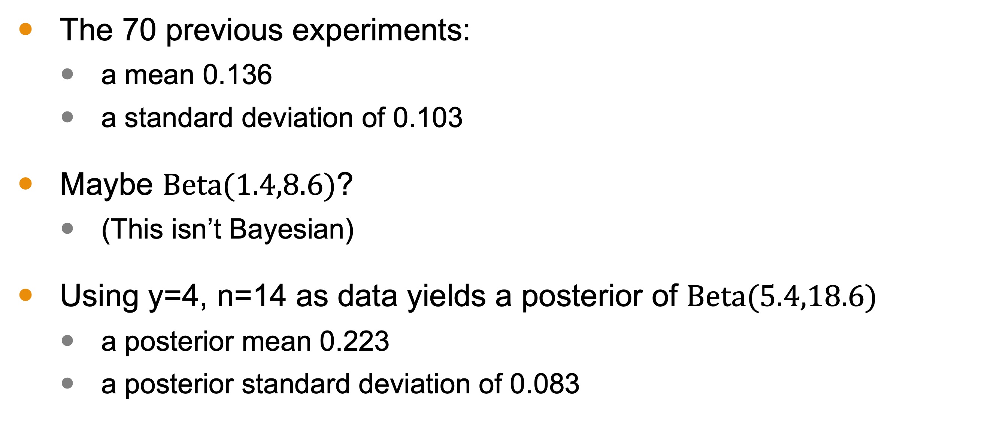 The 70 previous experiments:
a mean 0.136
a standard deviation of 0.103
Maybe Beta(1.4,8.6)?
(This isn’t Bayesian)
Using y=4, n=14 as data yields a posterior of Beta(5.4,18.6)
a posterior mean 0.223
a posterior standard deviation of 0.083